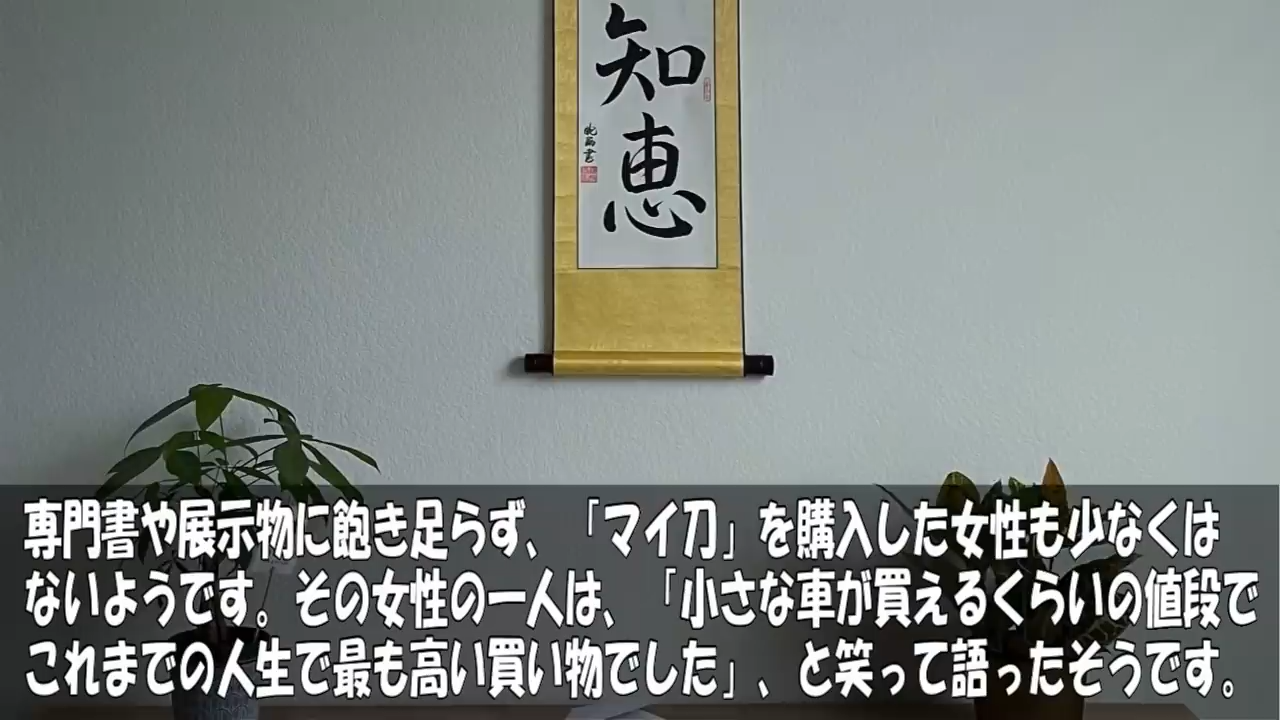 知恵
専門書や展示物に飽き足らず、「マイ刀」を購入した女性も少なくは
ないようです。その女性の一人は、「小さな車が買えるくらいの値段で
これまでの人生で最も高い買い物でした」、と笑って語ったそうです。